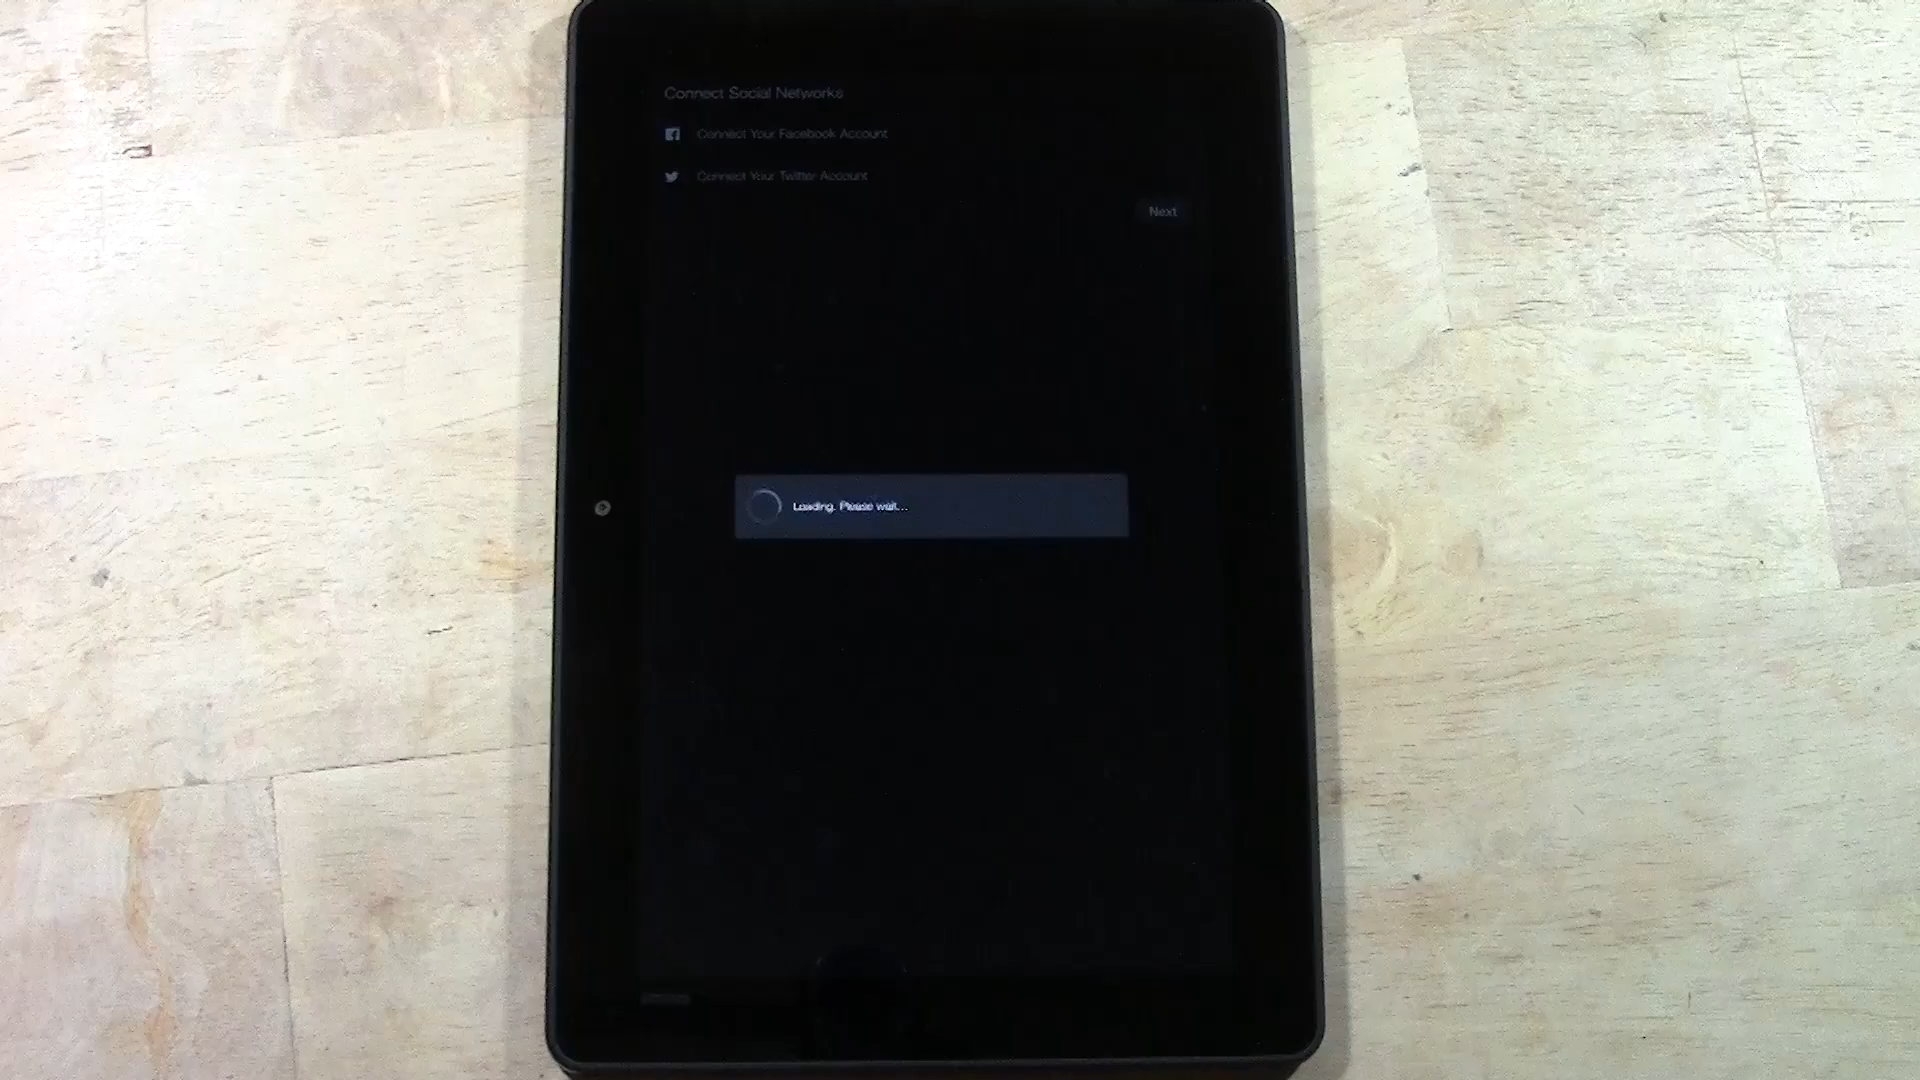 Connect Social Networks
Connect Your Facebook Account
Connect Your Twitter Account
Next
Loading. Please wait...